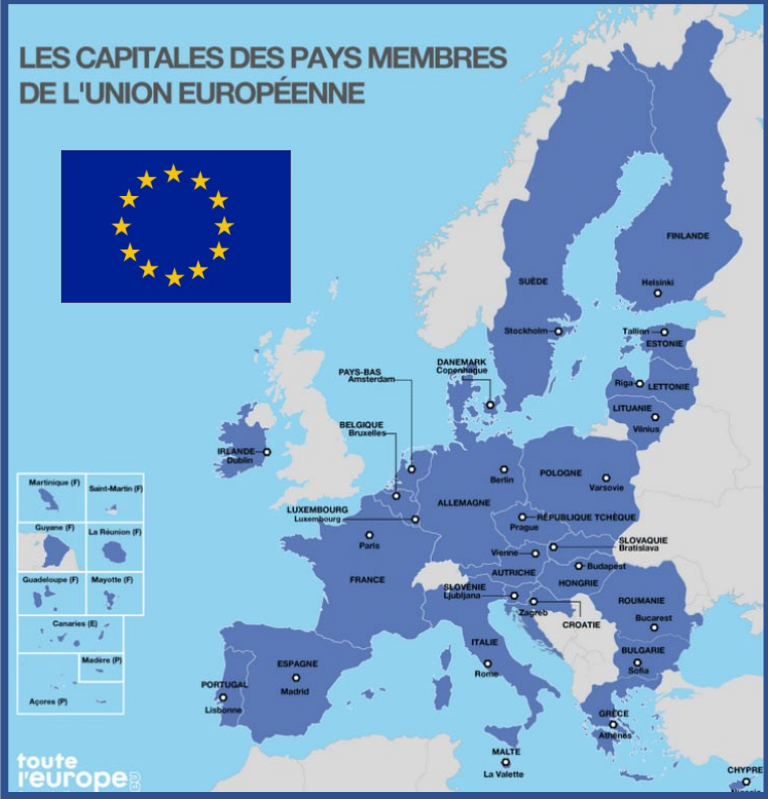 LES CAPITALES DES PAYS MEMBRES
DE L'UNION EUROPÉENNE
FINLANDE
Helsinki
SUÈDE
Stockholm
Tallinn
ESTONIE
DANEMARK
Copenhague
PAYS-BAS
Amsterdam
Riga
LETTONIE
LITUANIE
Vilnius
BELGIQUE
Bruxelles
IRLANDE
Dublin
Berlin
POLOGNE
Varsovie
ALLEMAGNE
LUXEMBOURG
Luxembourg
RÉPUBLIQUE TCHÈQUE
Prague
Paris
SLOVAQUIE
Bratislava
Vienne
Budapest
AUTRICHE
HONGRIE
FRANCE
SLOVÉNIE
Ljubljana
Zagreb
CROATIE
ROUMANIE
Bucarest
ITALIE
Rome
BULGARIE
Sofia
ESPAGNE
Madrid
PORTUGAL
Lisbonne
GRÈCE
Athènes
MALTE
La Valette
CHYPRE
Martinique (F)
Saint-Martin (F)
Guyane (F)
La Réunion (F)
Guadeloupe (F)
Mayotte (F)
Canaries (E)
Madère (P)
Açores (P)
toute
l'europe